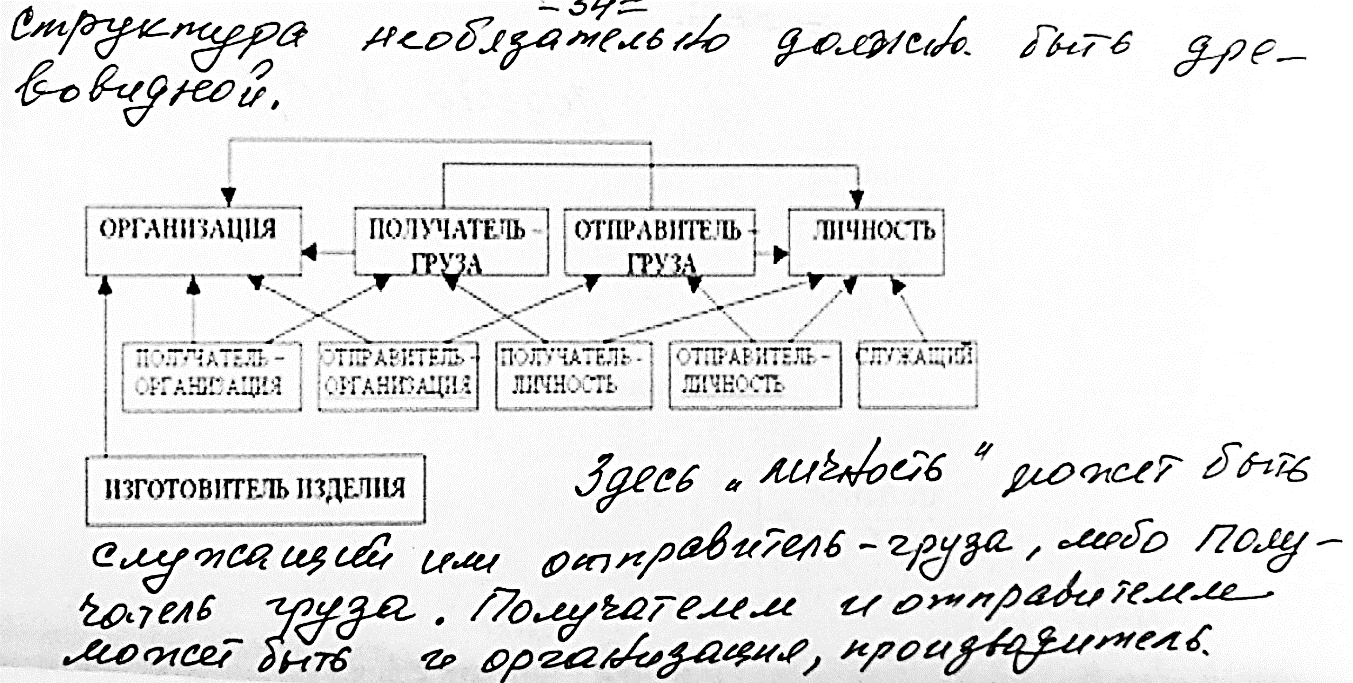 -34-
структура необязательно должна быть дре-
вовидной.
ОРГАНИЗАЦИЯ
ПОЛУЧАТЕЛЬ -
ГРУЗА
ОТПРАВИТЕЛЬ -
ГРУЗА
ЛИЧНОСТЬ
ПОЛУЧАТЕЛЬ -
ОРГАНИЗАЦИЯ
ОТПРАВИТЕЛЬ -
ОРГАНИЗАЦИЯ
ПОЛУЧАТЕЛЬ -
ЛИЧНОСТЬ
ОТПРАВИТЕЛЬ -
ЛИЧНОСТЬ
СЛУЖАЩИЙ
ИЗГОТОВИТЕЛЬ ИЗДЕЛИЯ
Здесь „личность" может быть
служащий или отправитель-груза, либо полу-
чатель груза. Получателем и отправителем
может быть и организация, производитель.